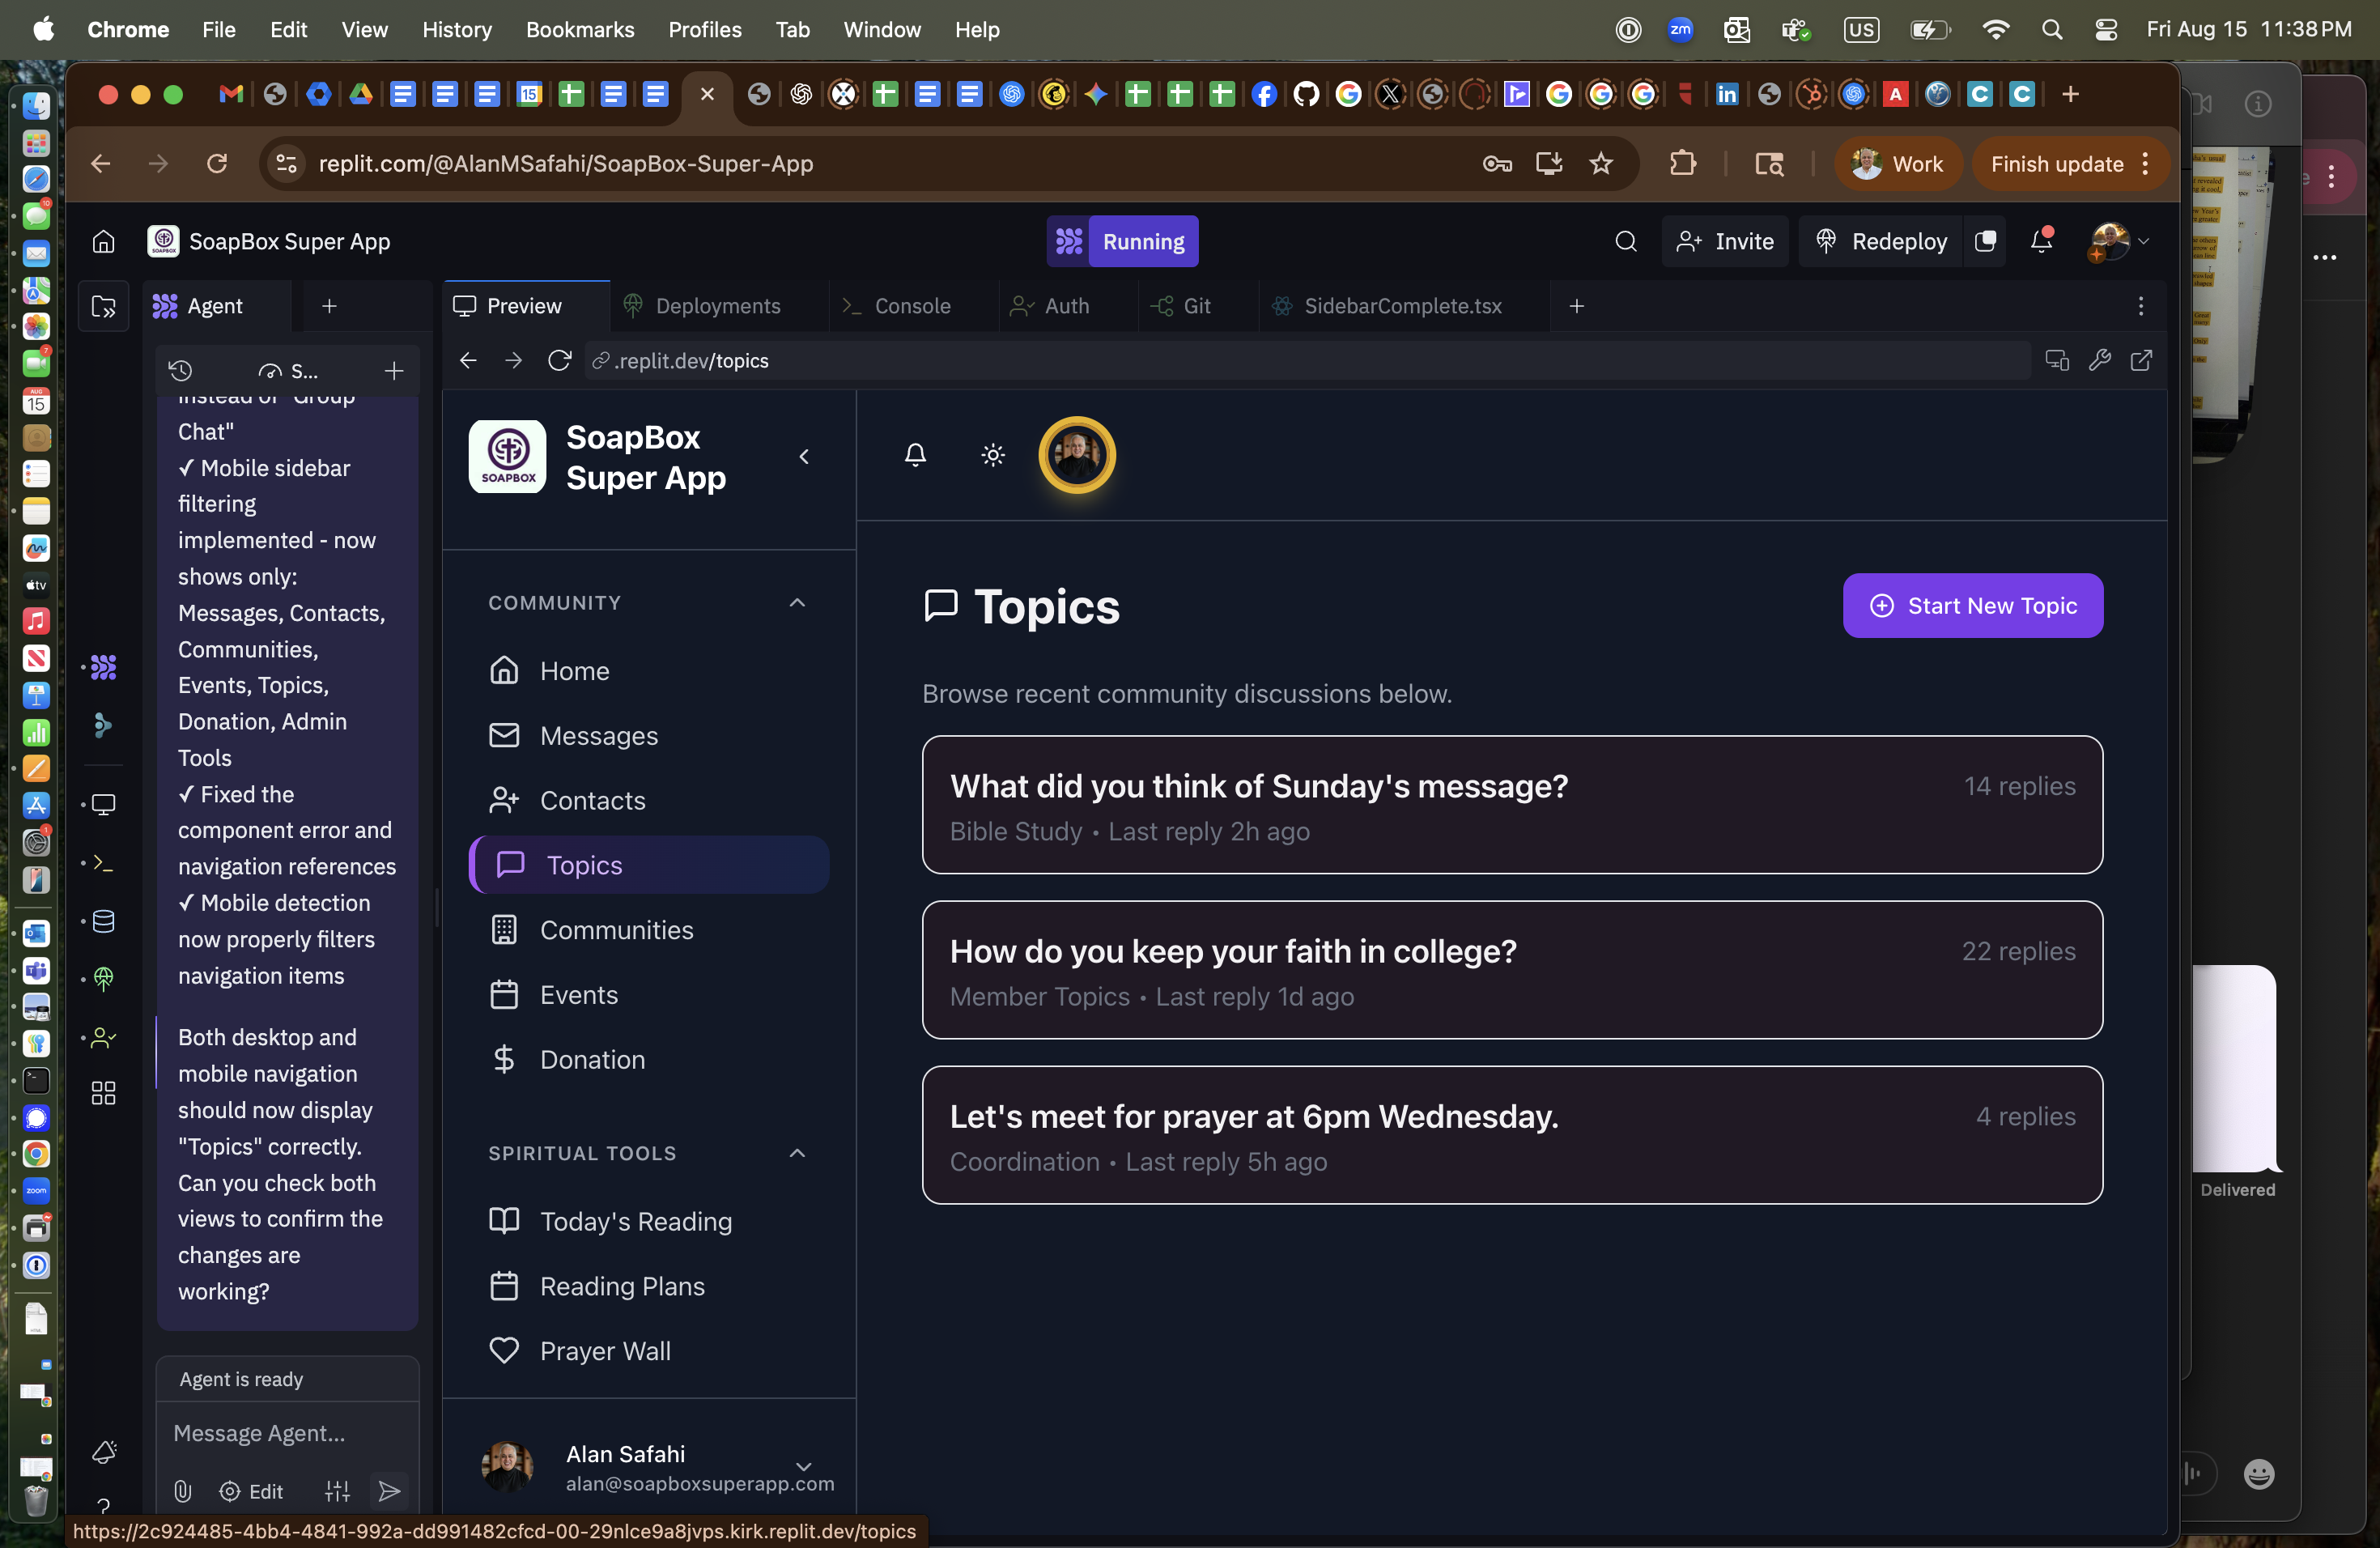 Chrome File Edit View History Bookmarks Profiles Tab Window Help
zm
US
Fri Aug 15 11:38 PM
replit.com/@AlanMSafahi/SoapBox-Super-App
Work
Finish update
SoapBox Super App
Running
Invite
Redeploy
Agent
Preview
Deployments
Console
Auth
Git
SidebarComplete.tsx
S...
.replit.dev/topics
instead of "Group
Chat"
✓ Mobile sidebar
filtering
implemented - now
shows only:
Messages, Contacts,
Communities,
Events, Topics,
Donation, Admin
Tools
✓ Fixed the
component error and
navigation references
✓ Mobile detection
now properly filters
navigation items
Both desktop and
mobile navigation
should now display
"Topics" correctly.
Can you check both
views to confirm the
changes are
working?
Agent is ready
Message Agent...
Edit
SOAPBOX
SoapBox
Super App
COMMUNITY
Home
Messages
Contacts
Topics
Communities
Events
Donation
SPIRITUAL TOOLS
Today's Reading
Reading Plans
Prayer Wall
Alan Safahi
alan@soapboxsuperapp.com
Topics
Start New Topic
Browse recent community discussions below.
What did you think of Sunday's message?
14 replies
Bible Study • Last reply 2h ago
How do you keep your faith in college?
22 replies
Member Topics • Last reply 1d ago
Let's meet for prayer at 6pm Wednesday.
4 replies
Coordination • Last reply 5h ago
Delivered
https://2c924485-4bb4-4841-992a-dd991482cfcd-00-29nlce9a8jvps.kirk.replit.dev/topics